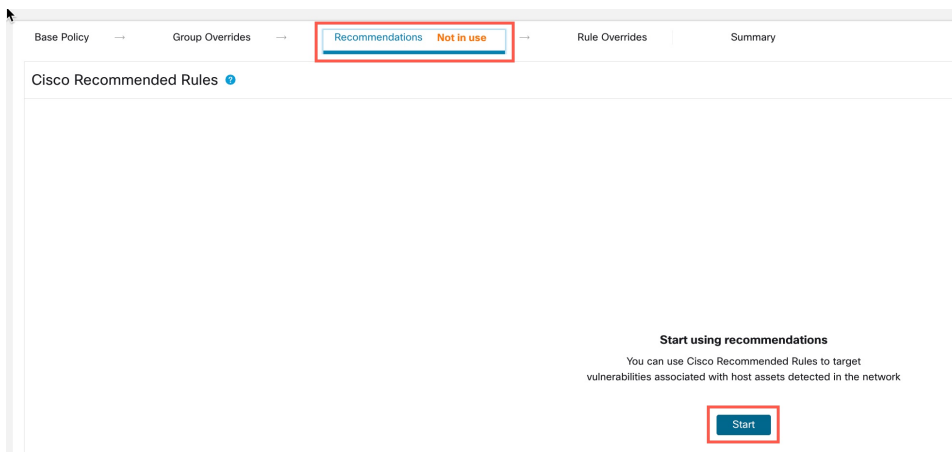 Base Policy → Group Overrides → Recommendations Not in use → Rule Overrides Summary
Cisco Recommended Rules ?
Start using recommendations
You can use Cisco Recommended Rules to target
vulnerabilities associated with host assets detected in the network
Start